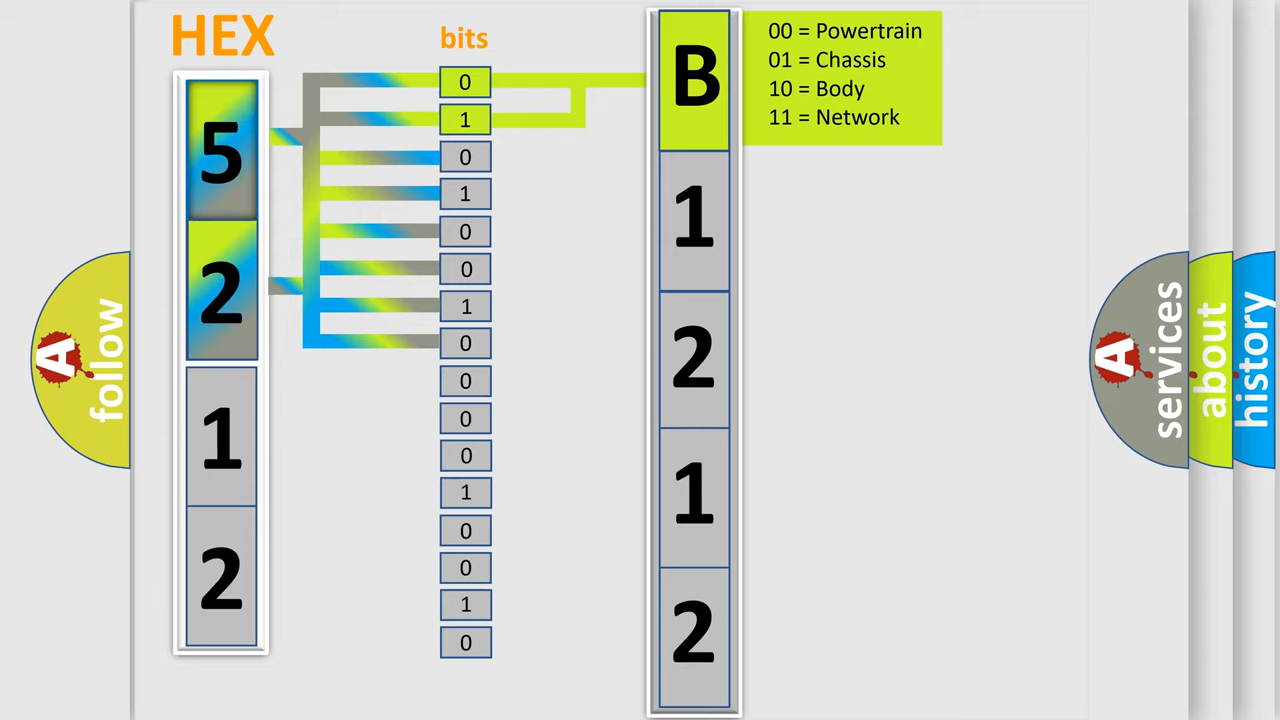 HEX
bits
5
2
1
2
0
1
0
1
0
0
1
0
0
0
0
1
0
0
1
0
B
1
2
1
2
00 = Powertrain
01 = Chassis
10 = Body
11 = Network
A
follow
A
services
about
history